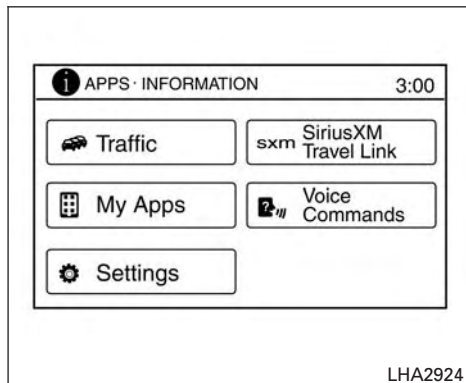 i APPS · INFORMATION 3:00
Traffic
sxm SiriusXM
Travel Link
My Apps
? Voice
Commands
Settings
LHA2924